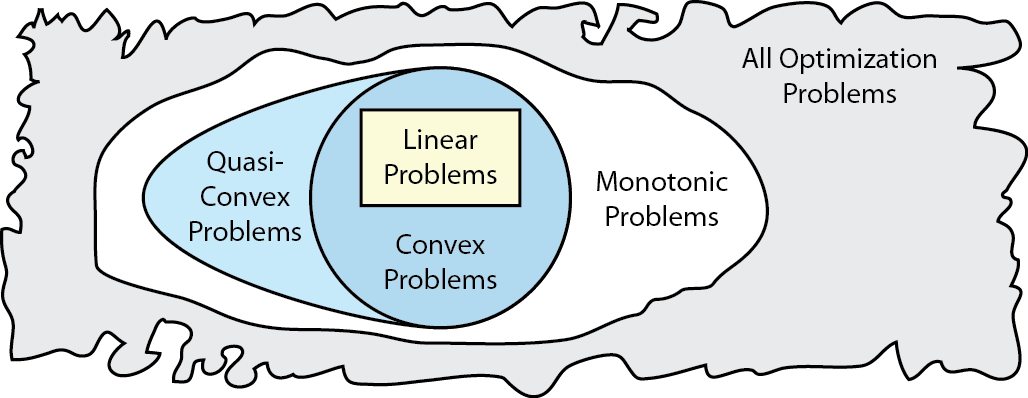 All Optimization
Problems
Linear
Problems
Quasi-
Convex
Problems
Monotonic
Problems
Convex
Problems